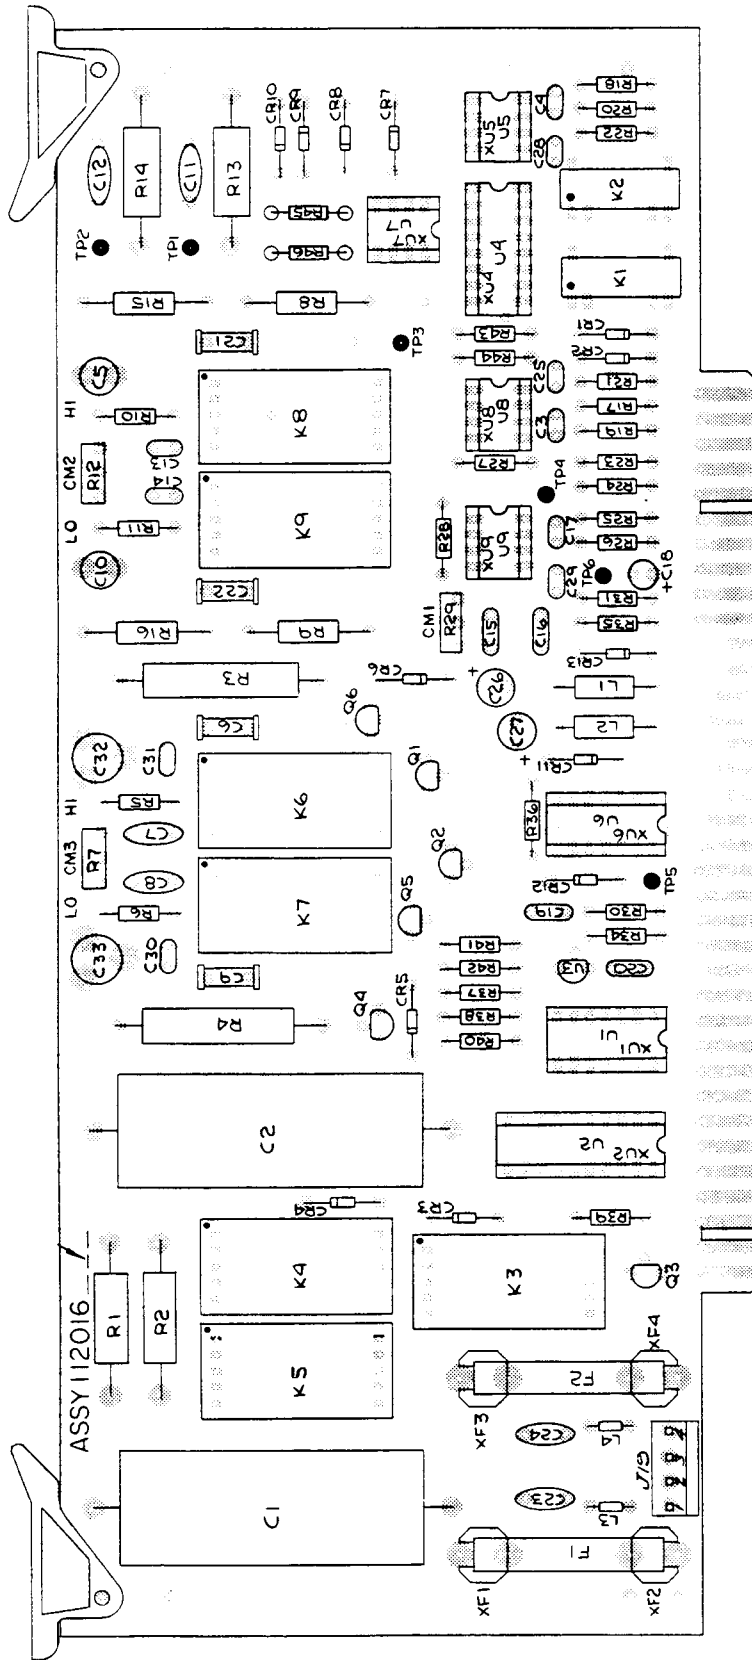 CR10
CR9
CR8
CR7
C12
R14
C11
R13
TP2
TP1
R45
R46
XU7
U7
XU5
U5
C4
C28
R18
R20
R22
K2
XU4
U4
K1
R15
R8
C21
TP3
R43
R44
CR1
CR2
C5
HI
R10
CM2
R12
C13
C14
LO
R11
C10
K8
K9
XU8
U8
C25
C3
R27
R21
R17
R19
R23
R24
TP4
R28
XU9
U9
C17
C29
R25
R26
TP6
+C18
C22
R16
R9
CM1
R29
C15
C16
R31
R35
R3
CR6
CR13
+
C26
L1
C6
Q6
C27
L2
C32
C31
+
CR11
HI
R5
CM3
R7
C7
C8
LO
R6
C33
C30
K6
K7
Q1
Q2
Q5
R36
U6
XU6
CR12
TP5
C19
R30
R34
C9
R41
R42
R37
R38
R40
U3
C20
R4
Q4
CR5
U1
XU1
C2
U2
XU2
CR4
CR3
R39
ASSY 112016
R1
R2
K4
K5
K3
Q3
XF4
F2
XF3
C24
L4
J19
1 2 3 4
C23
L3
C1
XF1
F1
XF2